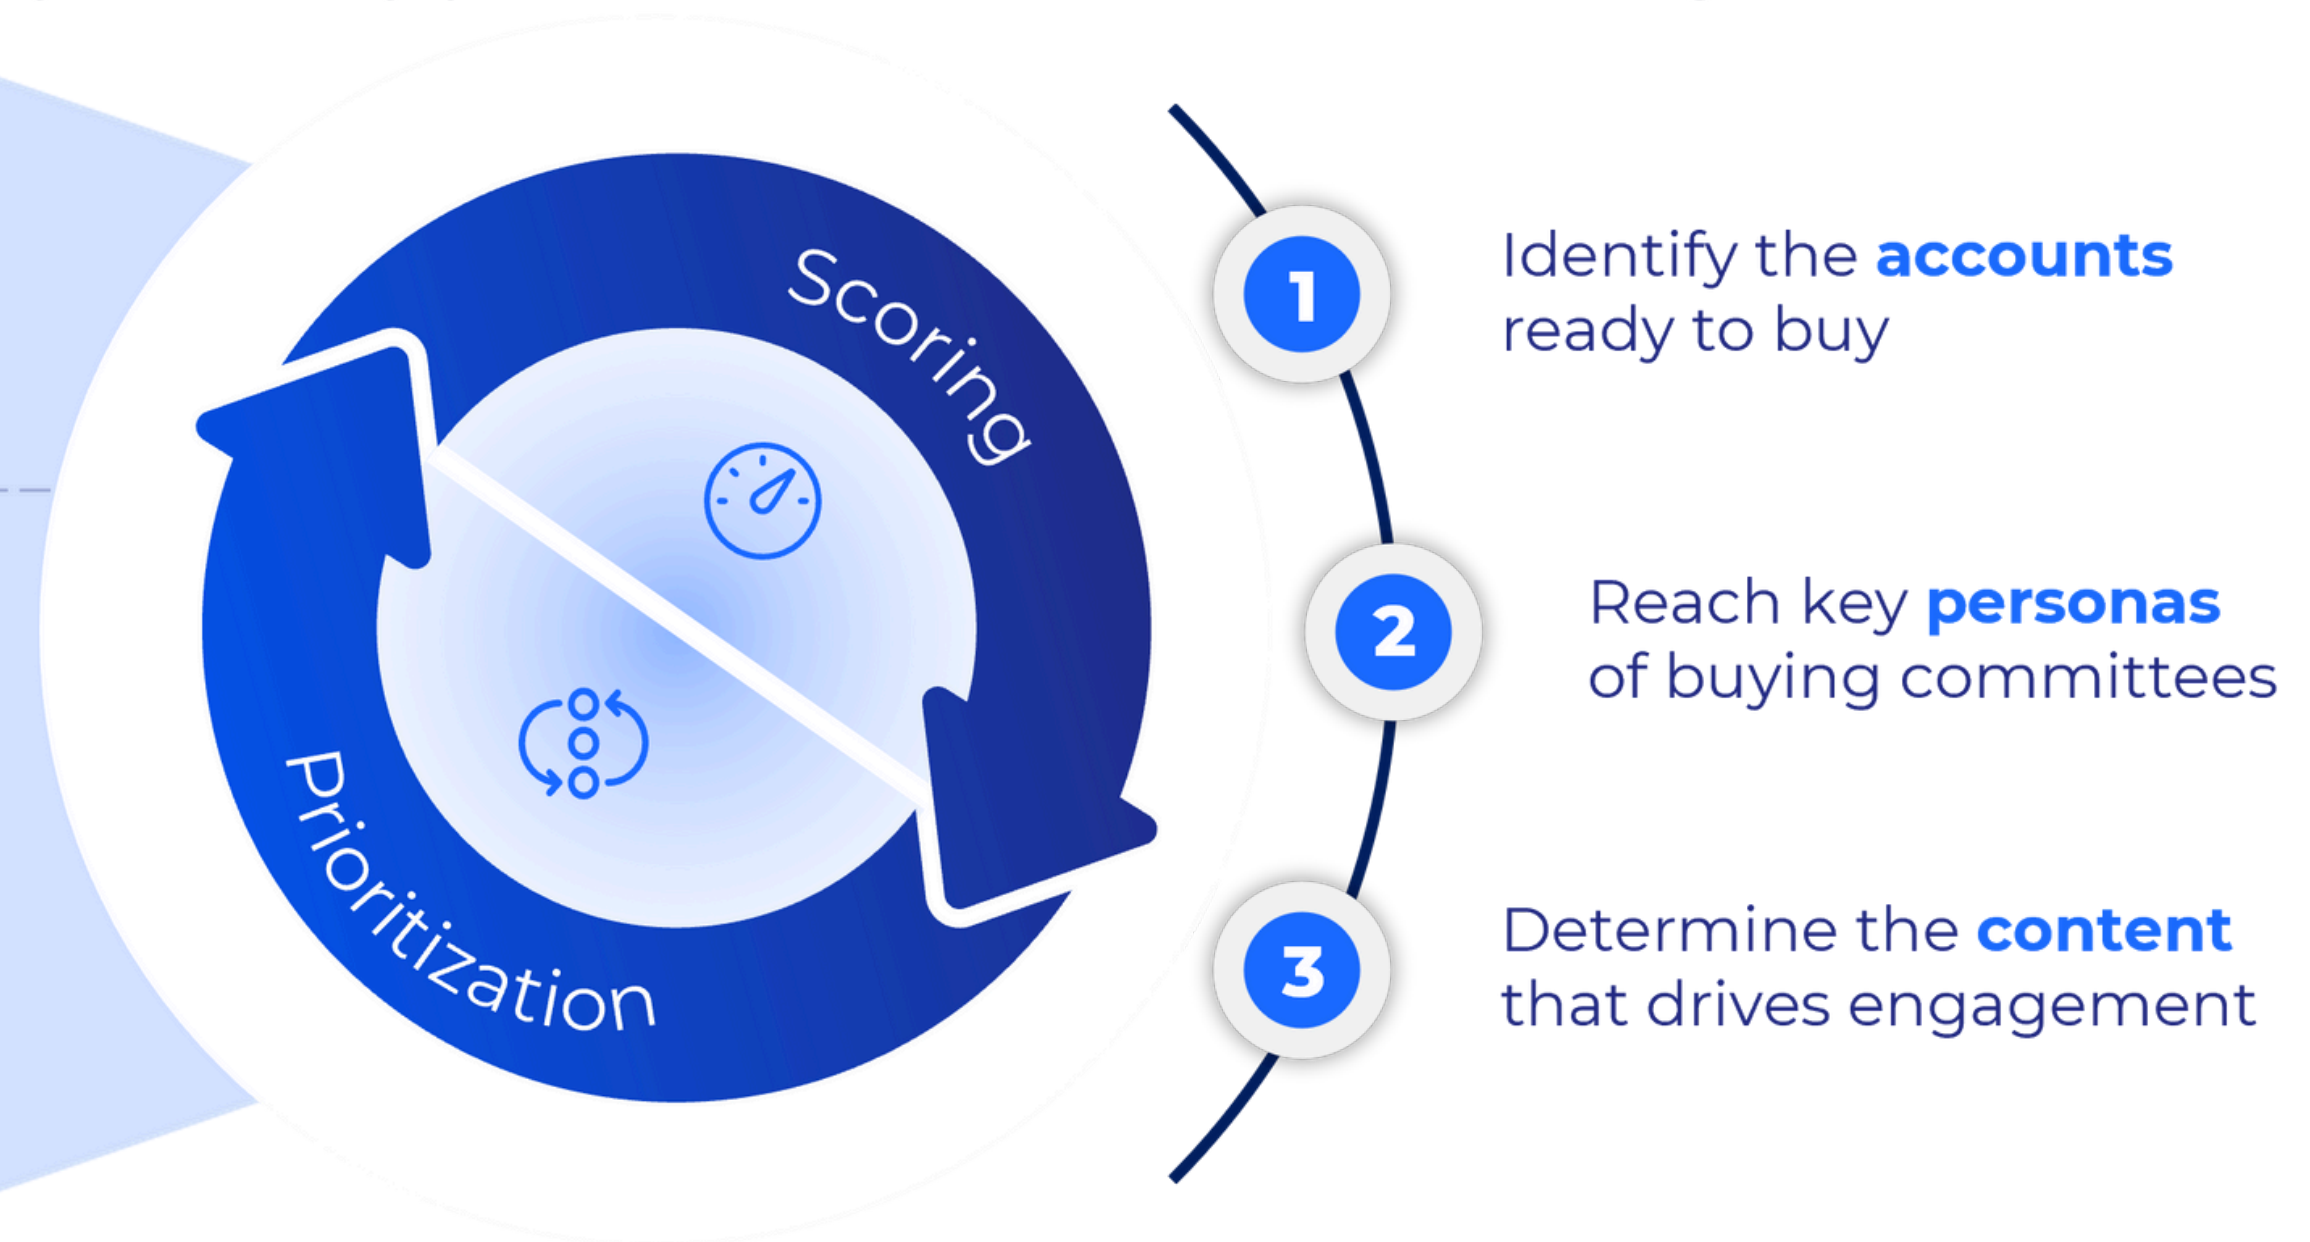 Scoring
Prioritization
1
Identify the accounts
ready to buy
2
Reach key personas
of buying committees
3
Determine the content
that drives engagement